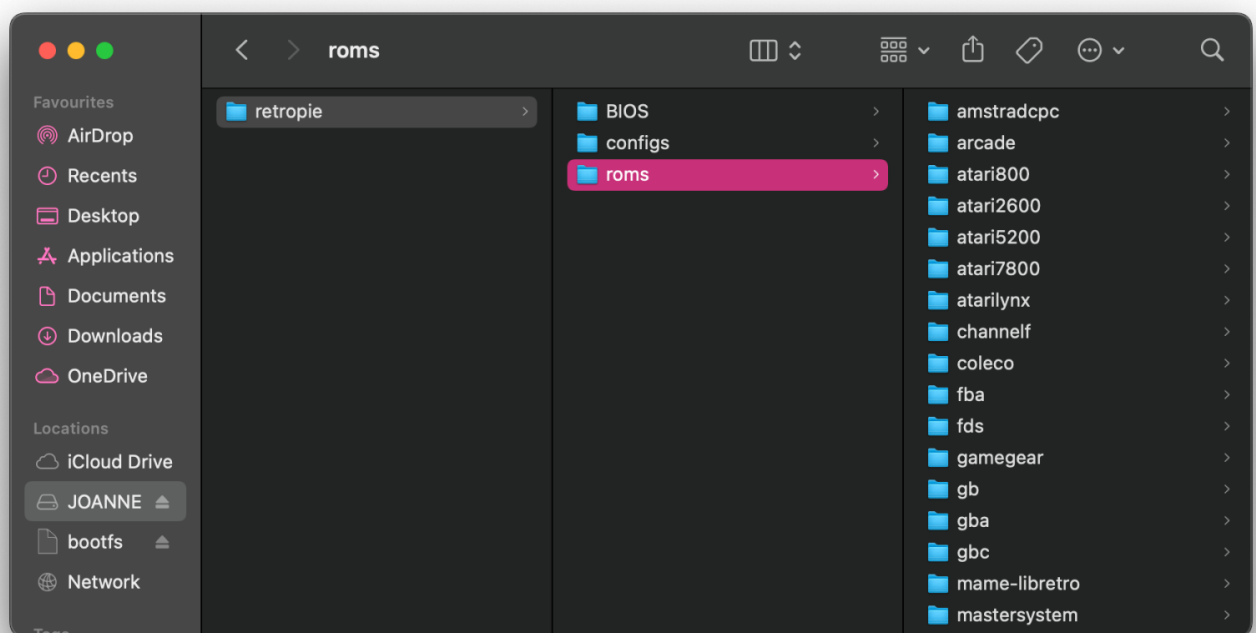 roms
Favourites
AirDrop
Recents
Desktop
Applications
Documents
Downloads
OneDrive
Locations
iCloud Drive
JOANNE
bootfs
Network
Tags
retropie
BIOS
configs
roms
amstradcpc
arcade
atari800
atari2600
atari5200
atari7800
atarilynx
channelf
coleco
fba
fds
gamegear
gb
gba
gbc
mame-libretro
mastersystem